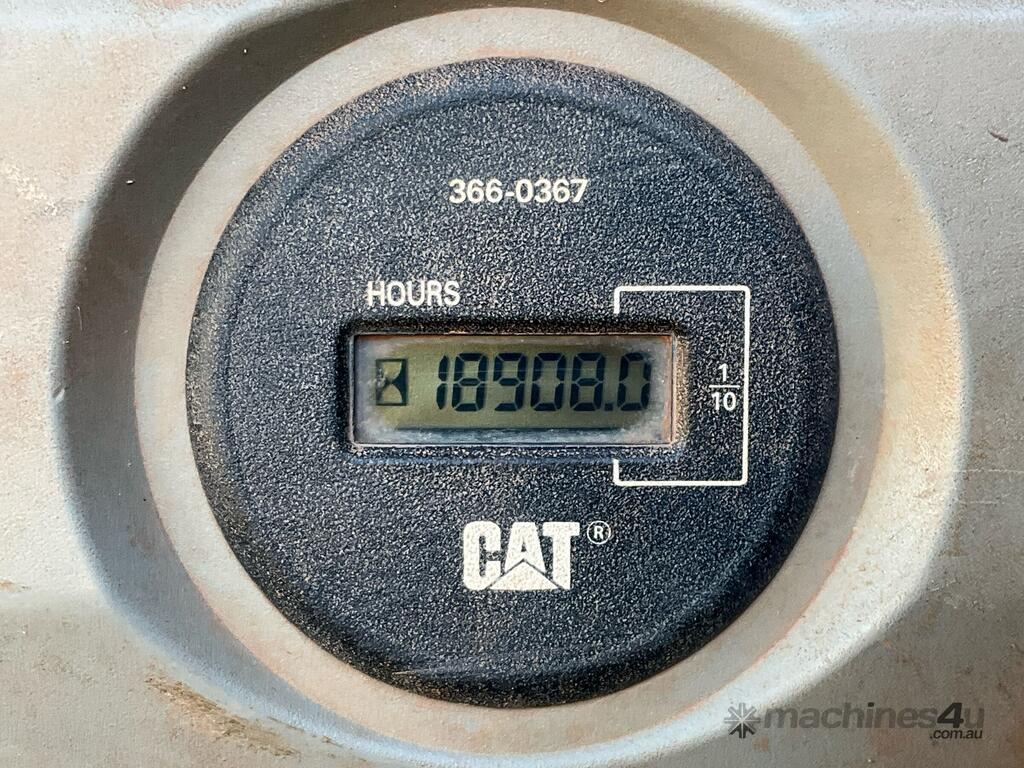 366-0367
HOURS
18908.0
1
10
CAT®
machines4u
.com.au